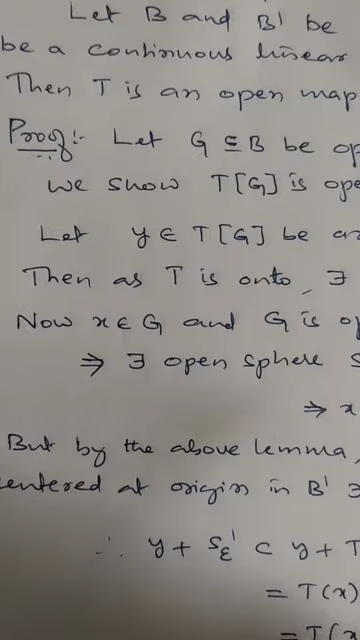 Let B and B' be
be a continuous linear
Then T is an open map
Proof:- Let G ⊆ B be op
We show T[G] is ope
Let y ∈ T[G] be ar
Then as T is onto, ∃
Now x ∈ G and G is op
⇒ ∃ open sphere S
⇒ x
But by the above lemma,
centered at origin in B' ∃
∴ y + S'ε ⊂ y + T
= T(x)
= T(x